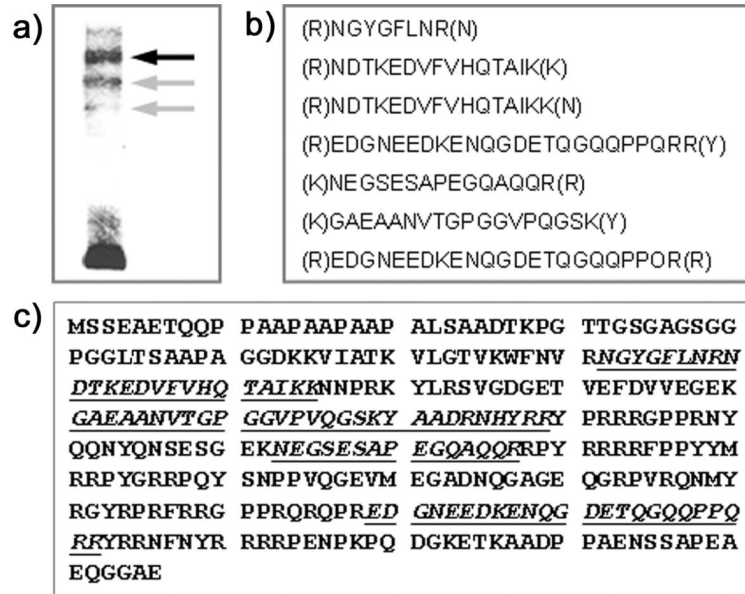 a)
b)
(R)NGYGFLNR(N)
(R)NDTKEDVFVHQTAIK(K)
(R)NDTKEDVFVHQTAIKK(N)
(R)EDGNEEDKENQGDETQGQQPPQRR(Y)
(K)NEGSESAPEGQAQQR(R)
(K)GAEAANVTGPGGVPQGSK(Y)
(R)EDGNEEDKENQGDETQGQQPPOR(R)
c)
MSSEAETQQP PAAPAAPAAP ALSAADTKPG TTGSGAGSGG
PGGLTSAAPA GGDKKVIATK VLGTVKWFNV RNGYGFLNRN
DTKEDVFVHQ TAIKKNNPRK YLRSVGDGET VEFDVVEGEK
GAEAANVTGP GGVPVQGSKY AADRNHYRRY PRRRGPPRNY
QQNYQNSESG EKNEGSESAP EGQAQQRRPY RRRRFPPYYM
RRPYGRRPQY SNPPVQGEVM EGADNQGAGE QGRPVRQNMY
RGYRPRFRRG PPRQRQPRED GNEEDKENQG DETQGQQPPQ
RRYRRNFNYR RRRPENPKPQ DGKETKAADP PAENSSAPEA
EQGGAE